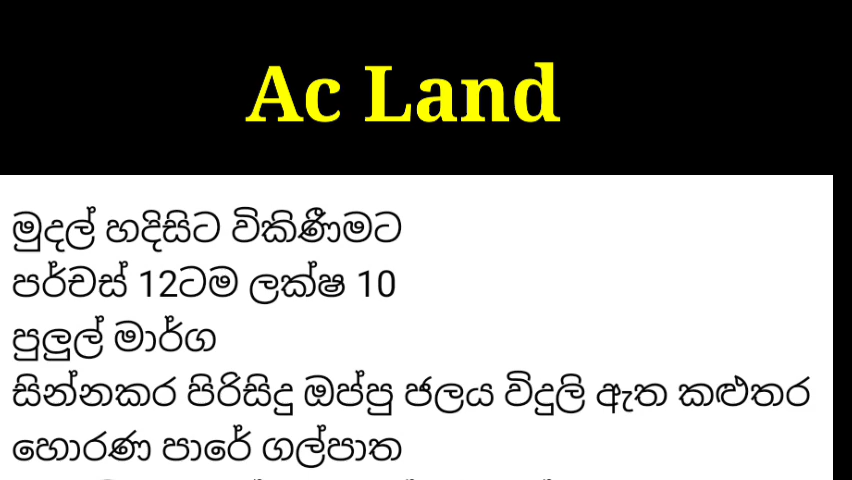 Ac Land
මුදල් හදිසිට විකිණීමට
පර්චස් 12ටම ලක්ෂ 10
පුලුල් මාර්ග
සින්නකර පිරිසිදු ඔප්පු ජලය විදුලි ඇත කළුතර
හොරණ පාරේ ගල්පාත